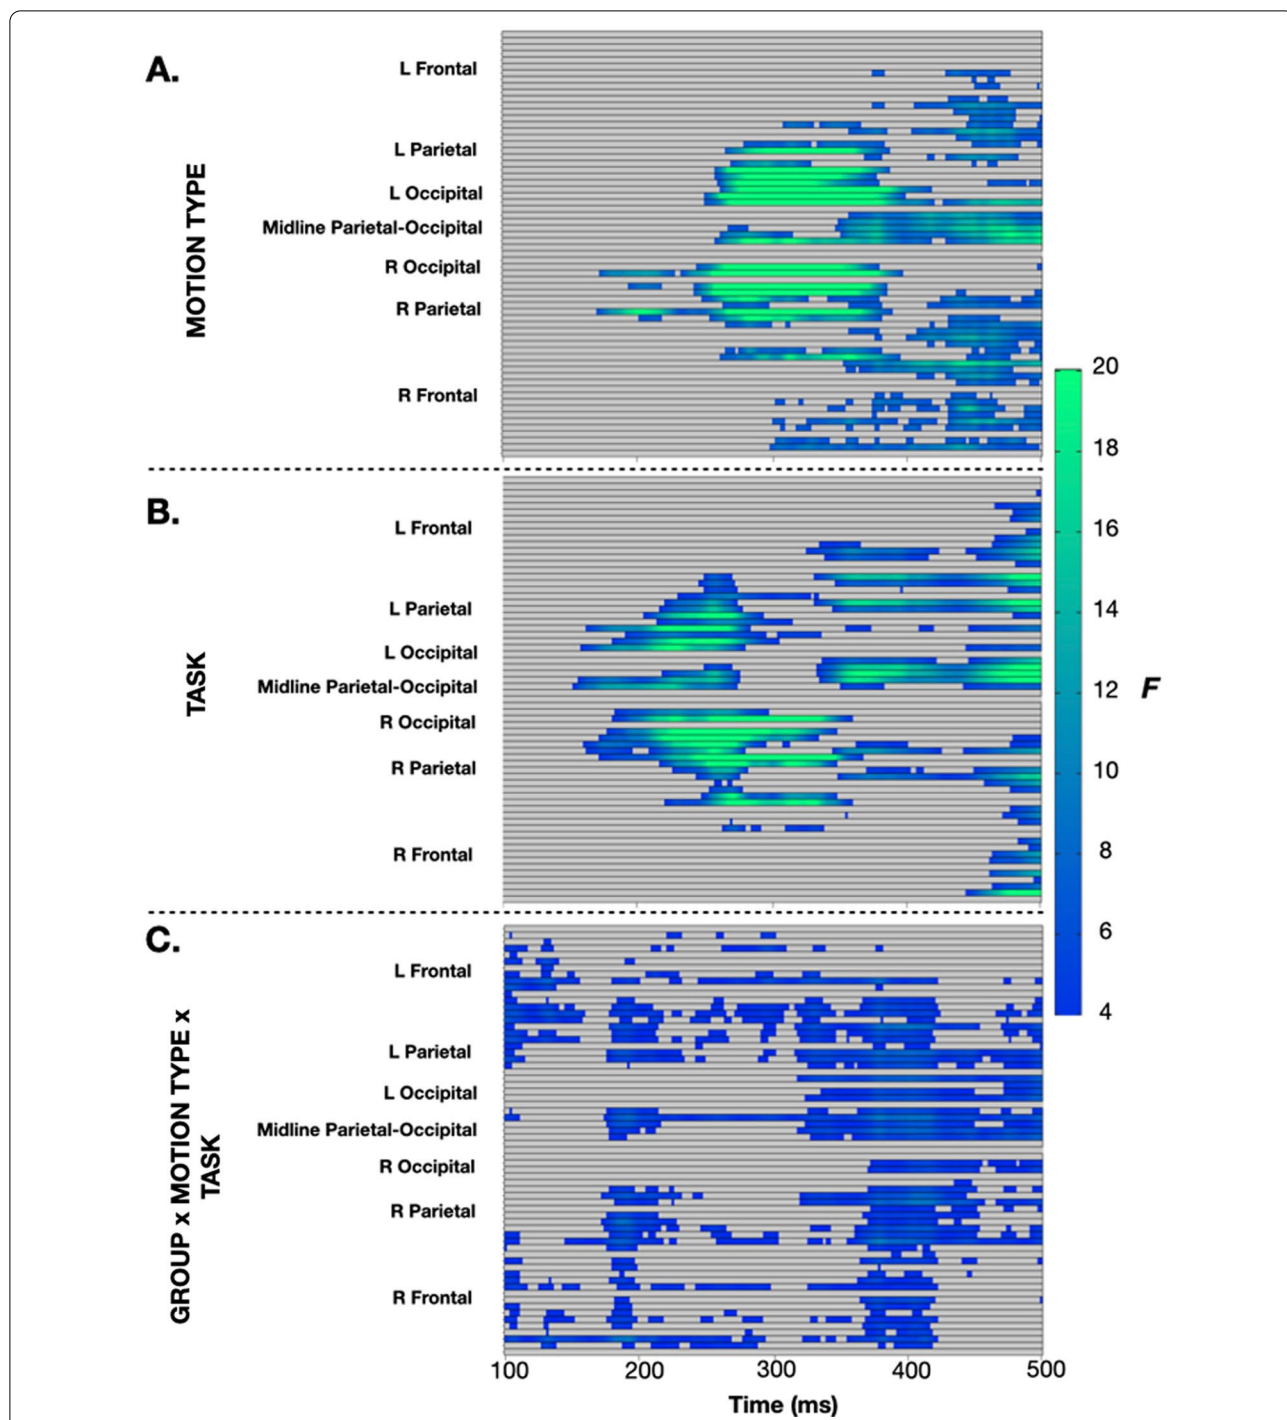 A.
MOTION TYPE
L Frontal
L Parietal
L Occipital
Midline Parietal-Occipital
R Occipital
R Parietal
R Frontal
B.
TASK
L Frontal
L Parietal
L Occipital
Midline Parietal-Occipital
R Occipital
R Parietal
R Frontal
C.
GROUP x MOTION TYPE x
TASK
L Frontal
L Parietal
L Occipital
Midline Parietal-Occipital
R Occipital
R Parietal
R Frontal
100 200 300 400 500
Time (ms)
20
18
16
14
12
10
8
6
4
F